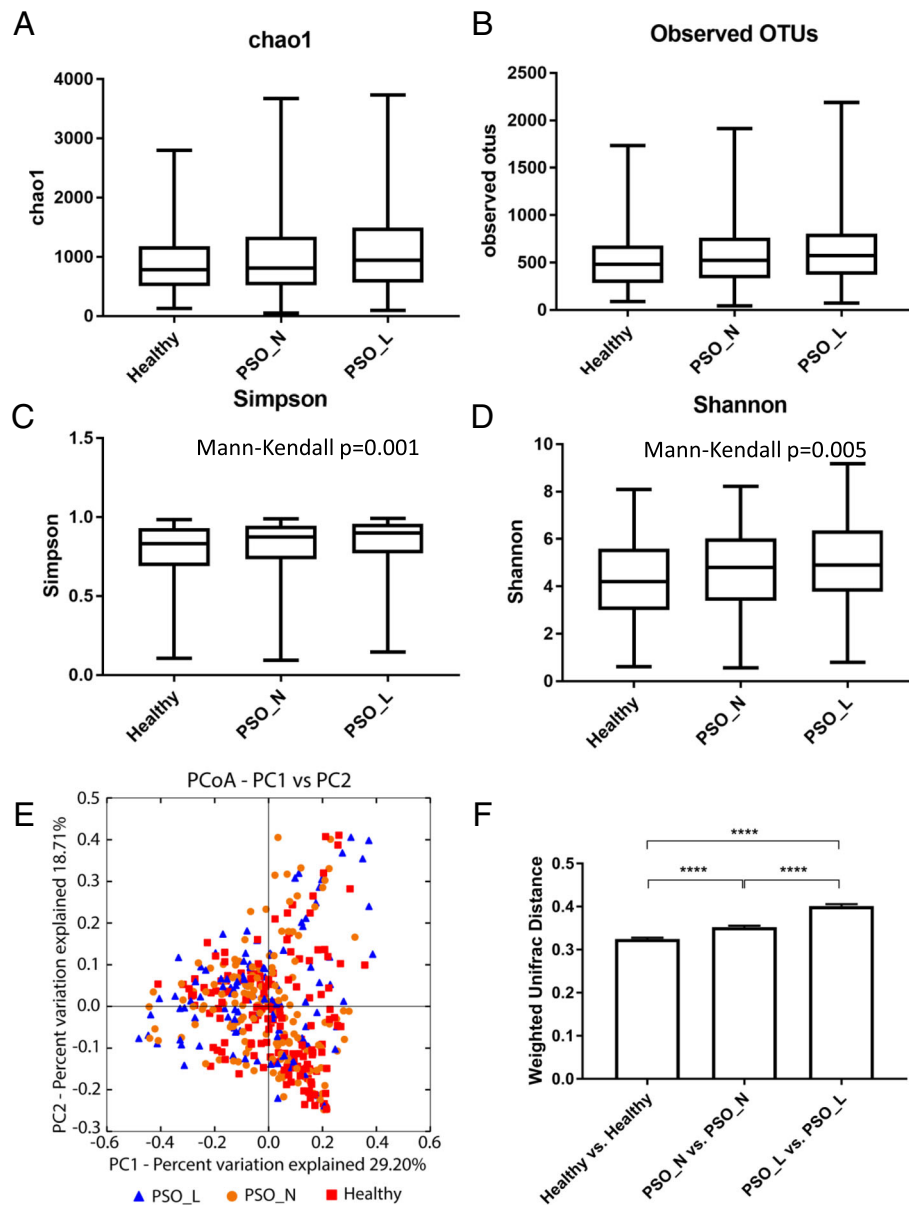 A
chao1
chao1
4000
3000
2000
1000
0
Healthy
PSO_N
PSO_L
B
Observed OTUs
observed otus
2500
2000
1500
1000
500
0
Healthy
PSO_N
PSO_L
C
Simpson
Mann-Kendall p=0.001
Simpson
1.5
1.0
0.5
0.0
Healthy
PSO_N
PSO_L
D
Shannon
Mann-Kendall p=0.005
Shannon
10
8
6
4
2
0
Healthy
PSO_N
PSO_L
E
PCoA - PC1 vs PC2
PC2 - Percent variation explained 18.71%
0.5
0.4
0.3
0.2
0.1
0.0
-0.1
-0.2
-0.3
-0.6 -0.4 -0.2 0.0 0.2 0.4 0.6
PC1 - Percent variation explained 29.20%
PSO_L PSO_N Healthy
F
****
**** ****
Weighted Unifrac Distance
0.5
0.4
0.3
0.2
0.1
0.0
Healthy vs. Healthy
PSO_N vs. PSO_N
PSO_L vs. PSO_L